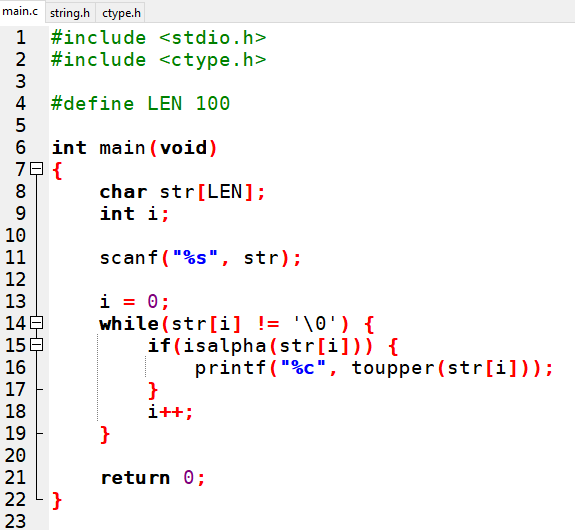 main.c string.h ctype.h
1 #include <stdio.h>
2 #include <ctype.h>
3
4 #define LEN 100
5
6 int main(void)
7 {
8     char str[LEN];
9     int i;
10
11     scanf("%s", str);
12
13     i = 0;
14     while(str[i] != '\0') {
15         if(isalpha(str[i])) {
16             printf("%c", toupper(str[i]));
17         }
18         i++;
19     }
20
21     return 0;
22 }
23